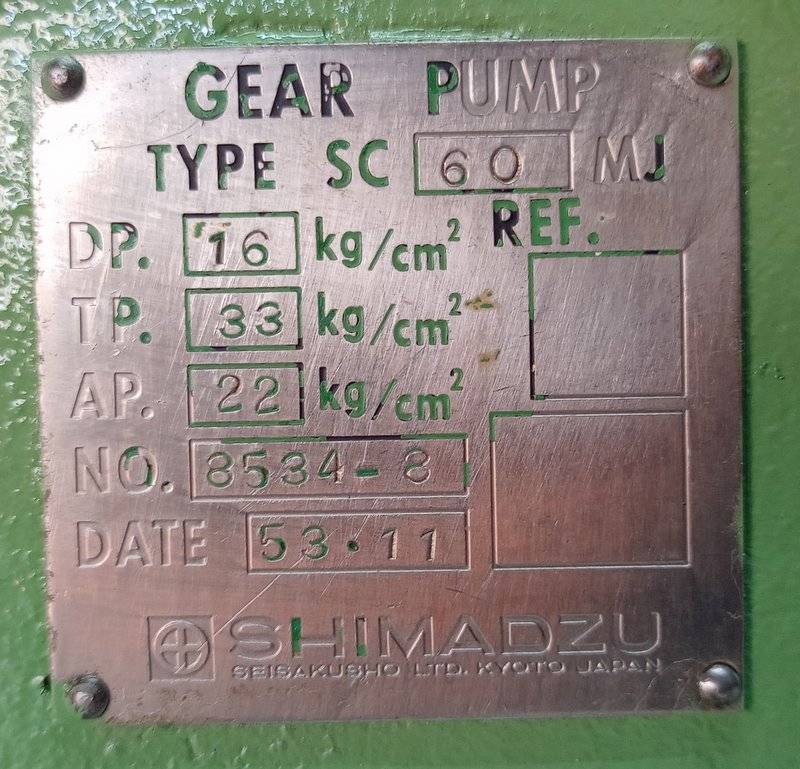 GEAR PUMP
TYPE SC 60 MJ
DP. 16 kg/cm²
REF.
TP. 33 kg/cm²
AP. 22 kg/cm²
NO. 8534-8
DATE 53·11
SHIMADZU
SEISAKUSHO LTD. KYOTO JAPAN